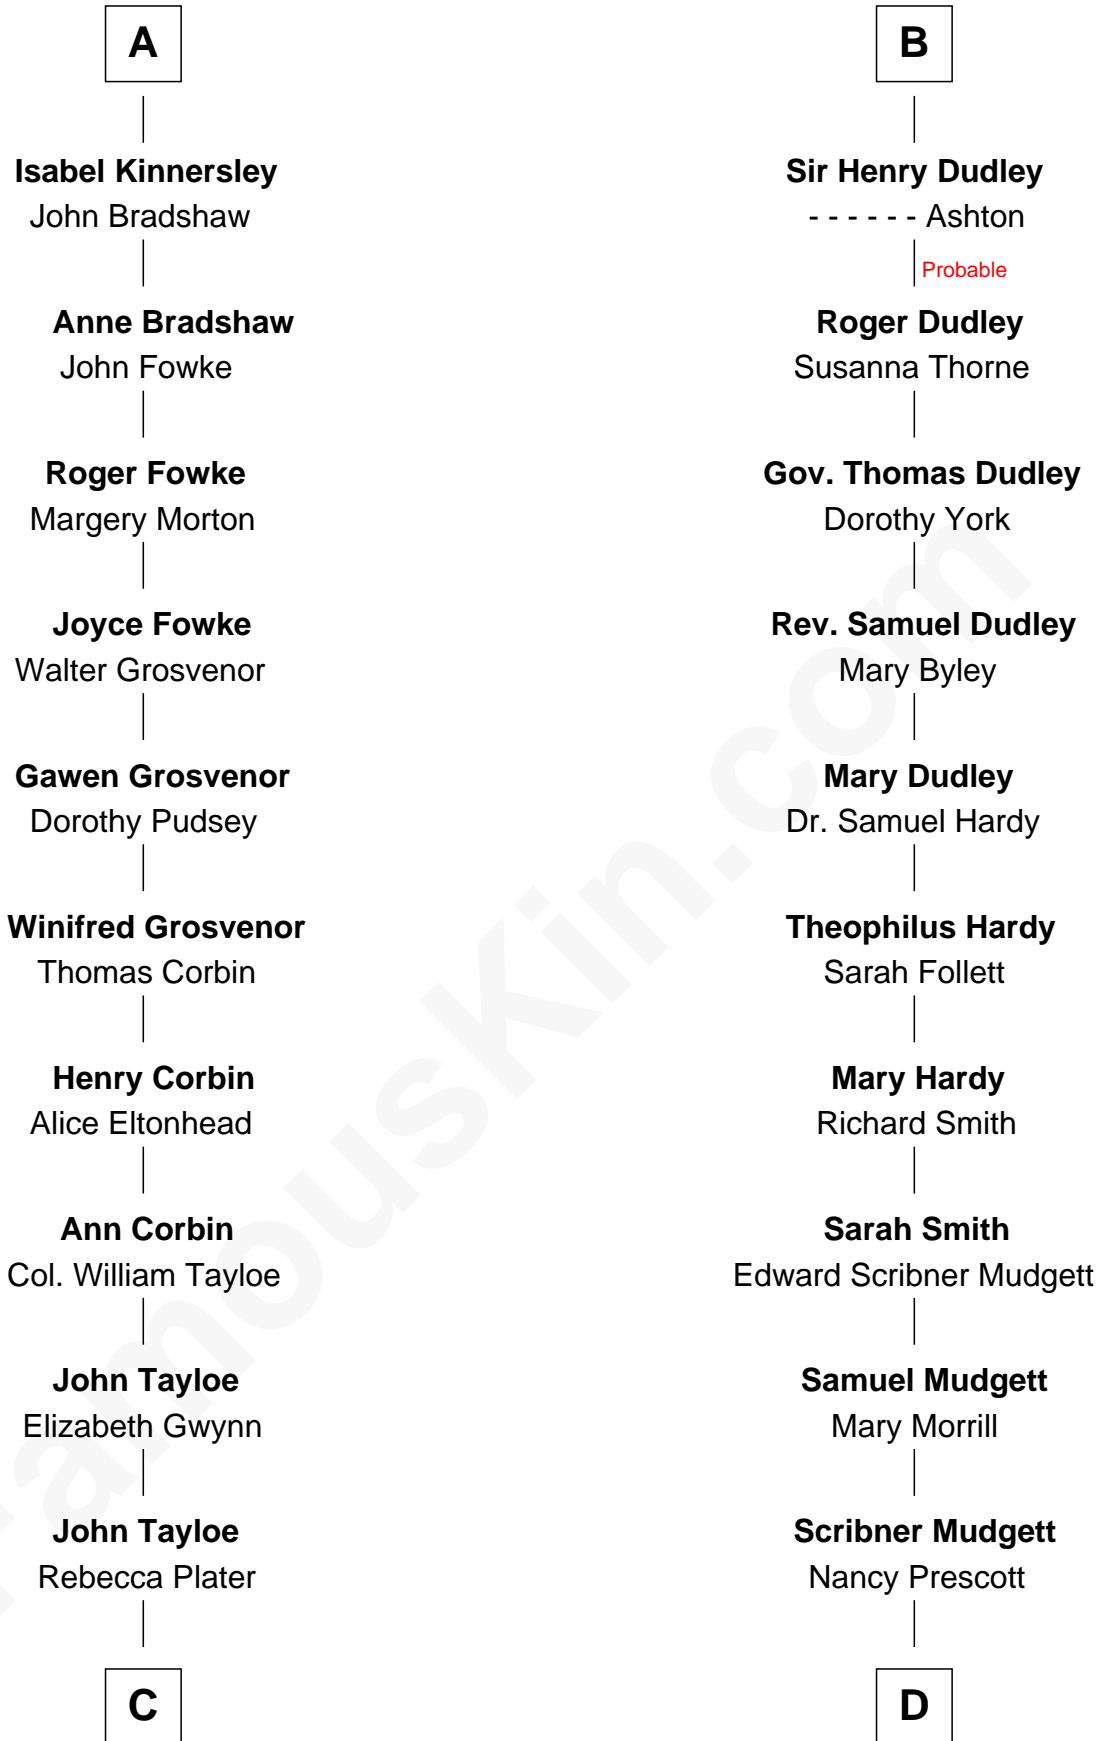 A
Isabel Kinnersley
John Bradshaw
Anne Bradshaw
John Fowke
Roger Fowke
Margery Morton
Joyce Fowke
Walter Grosvenor
Gawen Grosvenor
Dorothy Pudsey
Winifred Grosvenor
Thomas Corbin
Henry Corbin
Alice Eltonhead
Ann Corbin
Col. William Tayloe
John Tayloe
Elizabeth Gwynn
John Tayloe
Rebecca Plater
C
B
Sir Henry Dudley
- - - - - - Ashton
Probable
Roger Dudley
Susanna Thorne
Gov. Thomas Dudley
Dorothy York
Rev. Samuel Dudley
Mary Byley
Mary Dudley
Dr. Samuel Hardy
Theophilus Hardy
Sarah Follett
Mary Hardy
Richard Smith
Sarah Smith
Edward Scribner Mudgett
Samuel Mudgett
Mary Morrill
Scribner Mudgett
Nancy Prescott
D
FamousKin.com